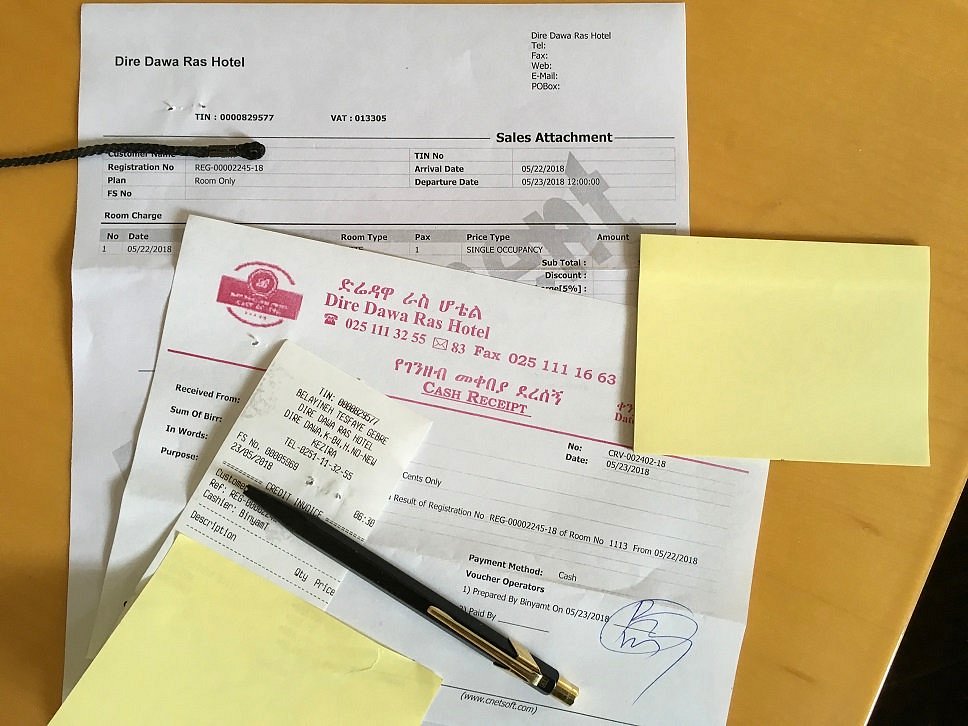 Dire Dawa Ras Hotel
Dire Dawa Ras Hotel
Tel:
Fax:
Web:
E-Mail:
POBox:
TIN : 0000829577 VAT : 013305
Sales Attachment
Customer Name TIN No
Registration No REG-00002245-18 Arrival Date 05/22/2018
Plan Room Only Departure Date 05/23/2018 12:00:00
FS No
Room Charge
No Date Room Type Pax Price Type Amount
1 05/22/2018 1 SINGLE OCCUPANCY
Sub Total :
Discount :
[5%] :
ድሬዳዋ ራስ ሆቴል
Dire Dawa Ras Hotel
☎ 025 111 32 55 ✉ 83 Fax 025 111 16 63
የገንዘብ መቀበያ ደረሰኝ
CASH RECEIPT
ቀን
Date
No: CRV-002402-18
Date: 05/23/2018
Received From:
Sum Of Birr:
In Words:
Cents Only
Purpose:
Result of Registration No REG-00002245-18 of Room No 1113 From 05/22/2018
Payment Method: Cash
Voucher Operators
1) Prepared By Binyamt On 05/23/2018
) Paid By
(www.cnetsoft.com)
TIN: 0000829577
BELAYINEH TESFAYE GEBRE
DIRE DAWA RAS HOTEL
DIRE DAWA,K-04,H.NO-NEW
KEZIRA
TEL-0251-11-32-55
FS No. 00005969
23/05/2018 06:30
CREDIT INVOICE
Customer
Ref: REG-00002
Cashier: BinyamT
Description
Qty Price